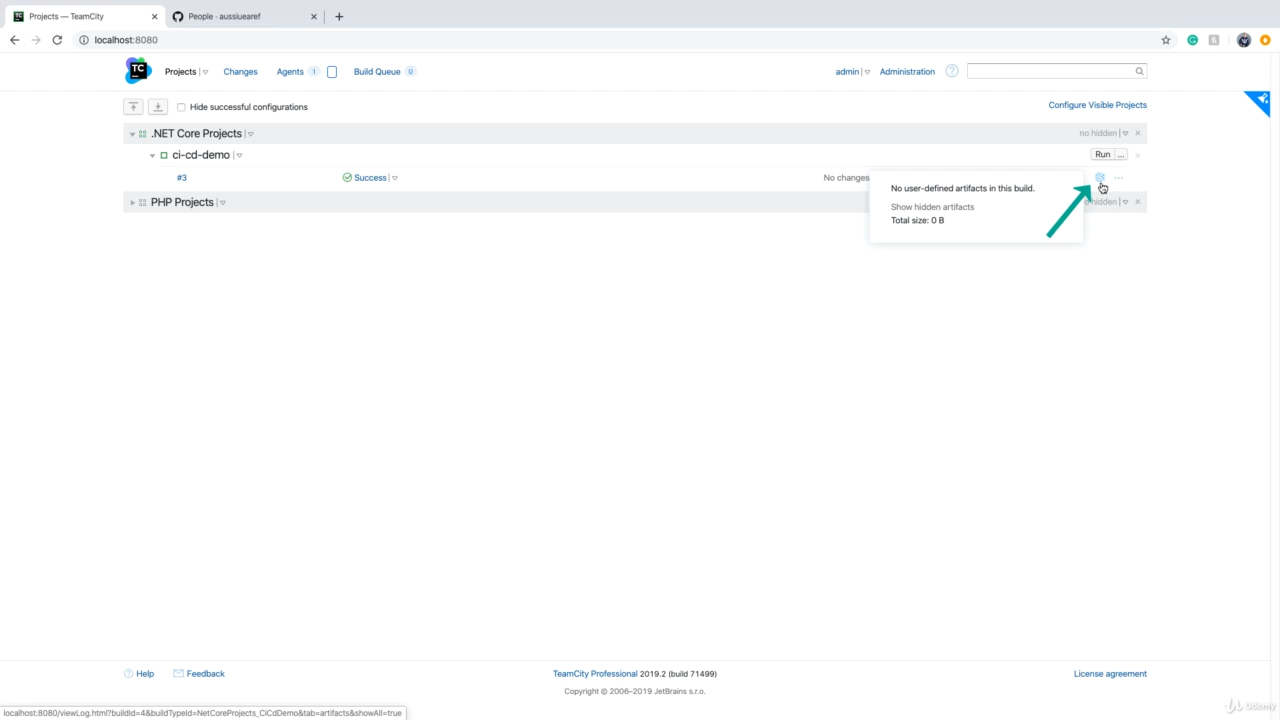 Projects — TeamCity
People · aussiuearef
localhost:8080
TC
Projects
Changes
Agents 1
Build Queue 0
admin
Administration
?
Hide successful configurations
Configure Visible Projects
.NET Core Projects
no hidden
ci-cd-demo
Run ...
#3
Success
No changes
No user-defined artifacts in this build.
Show hidden artifacts
Total size: 0 B
PHP Projects
hidden
Help
Feedback
TeamCity Professional 2019.2 (build 71499)
License agreement
Copyright © 2006–2019 JetBrains s.r.o.
localhost:8080/viewLog.html?buildId=4&buildTypeId=NetCoreProjects_CiCdDemo&tab=artifacts&showAll=true
Udemy